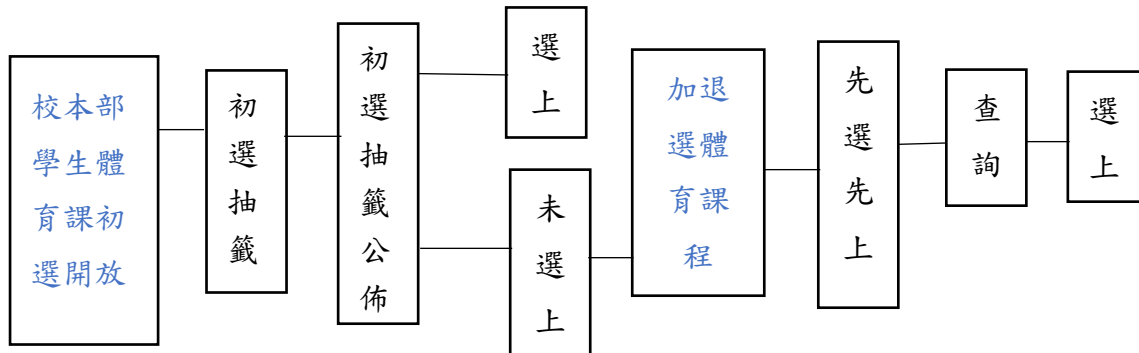 校本部
學生體
育課初
選開放
初選抽籤
初選抽籤公佈
選上
未選上
加退
選體
育課
程
先選先上
查詢
選上